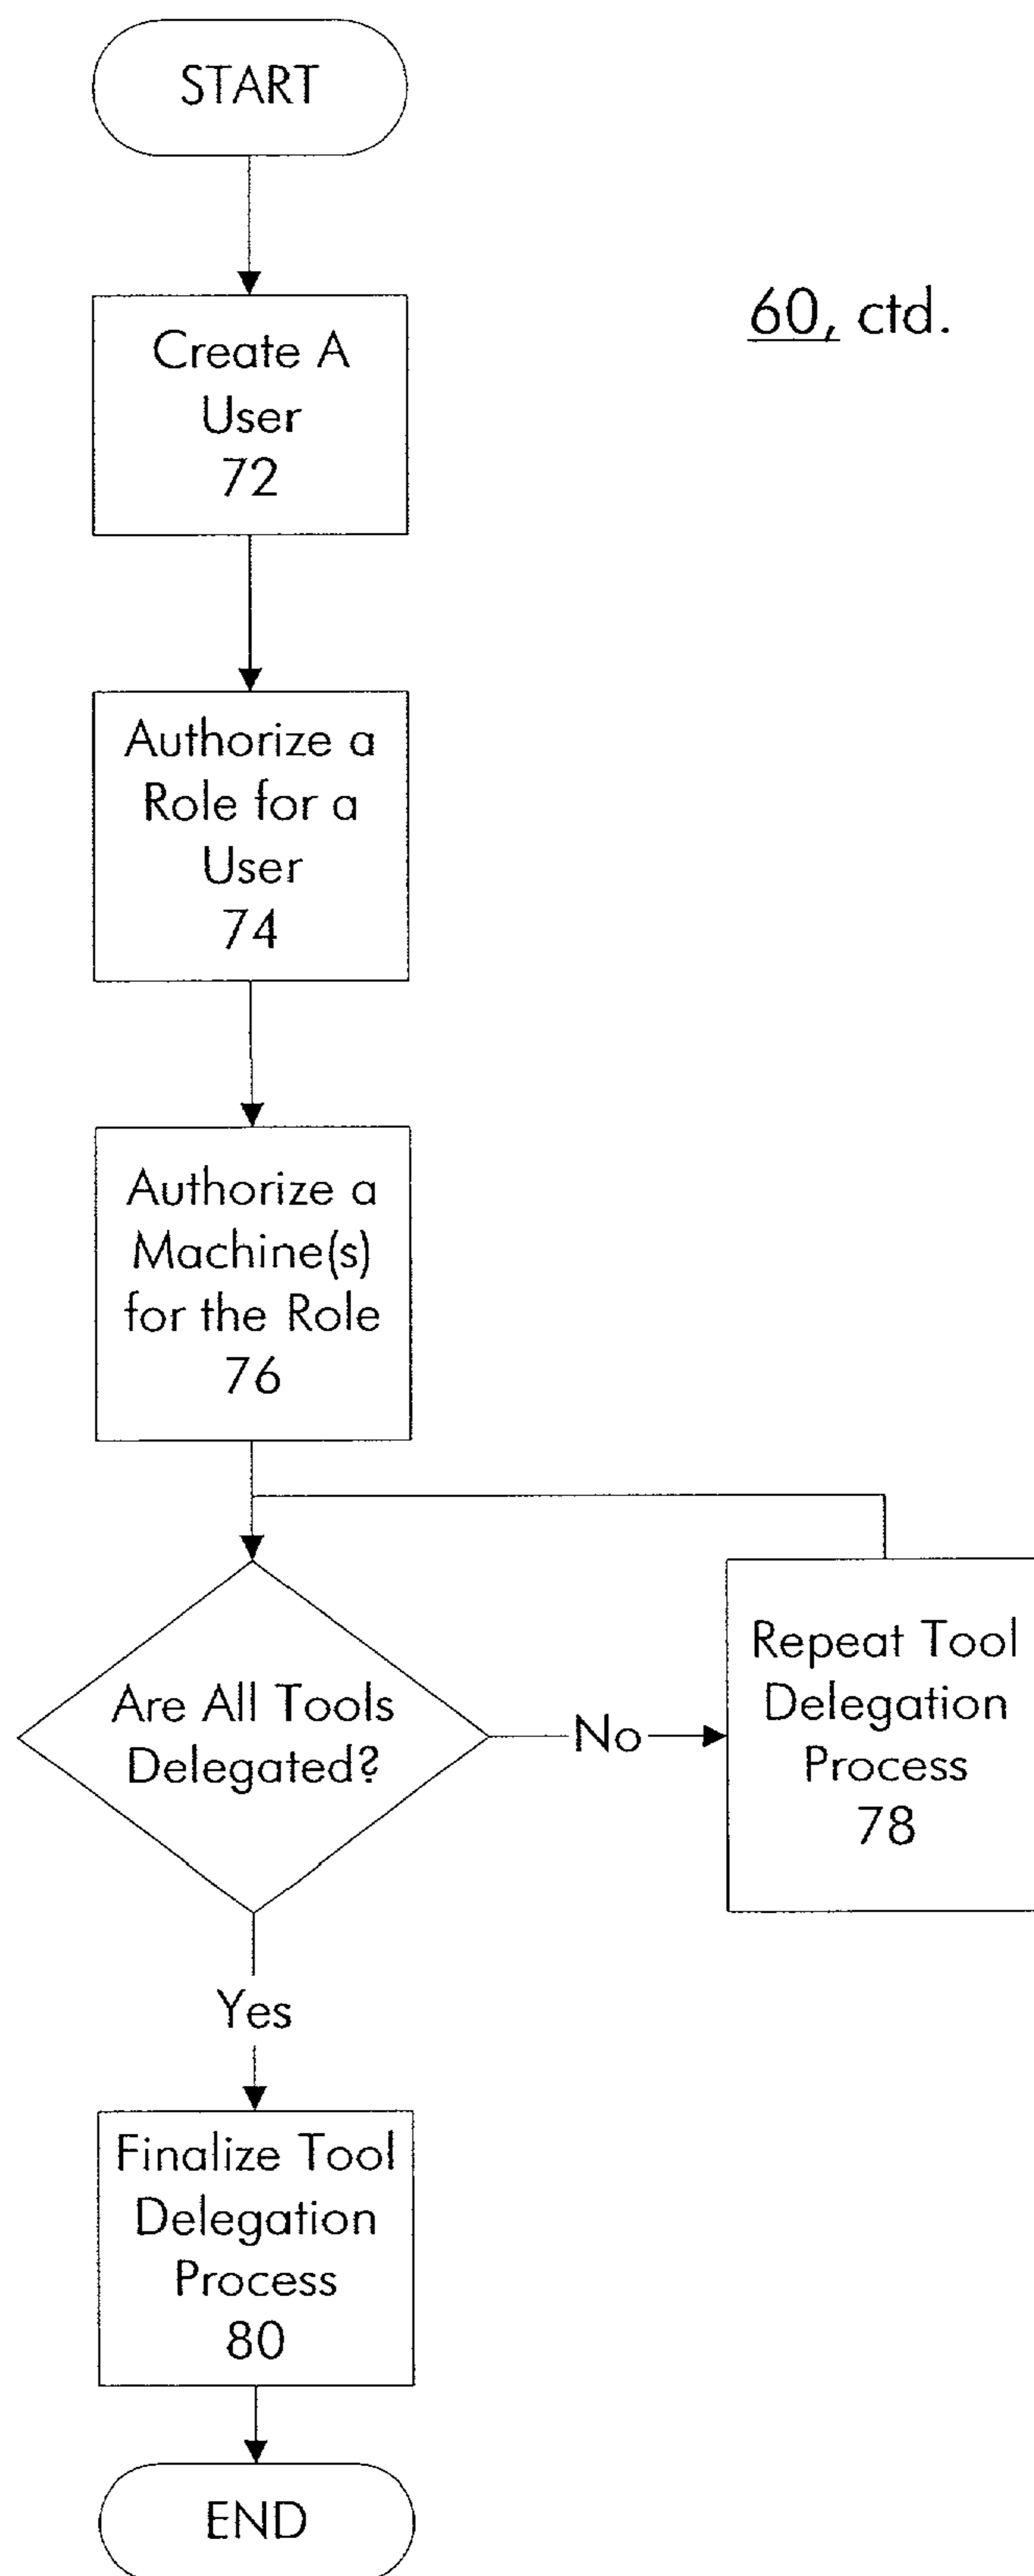 START
60, ctd.
Create A
User
72
Authorize a
Role for a
User
74
Authorize a
Machine(s)
for the Role
76
Are All Tools
Delegated?
No
Repeat Tool
Delegation
Process
78
Yes
Finalize Tool
Delegation
Process
80
END